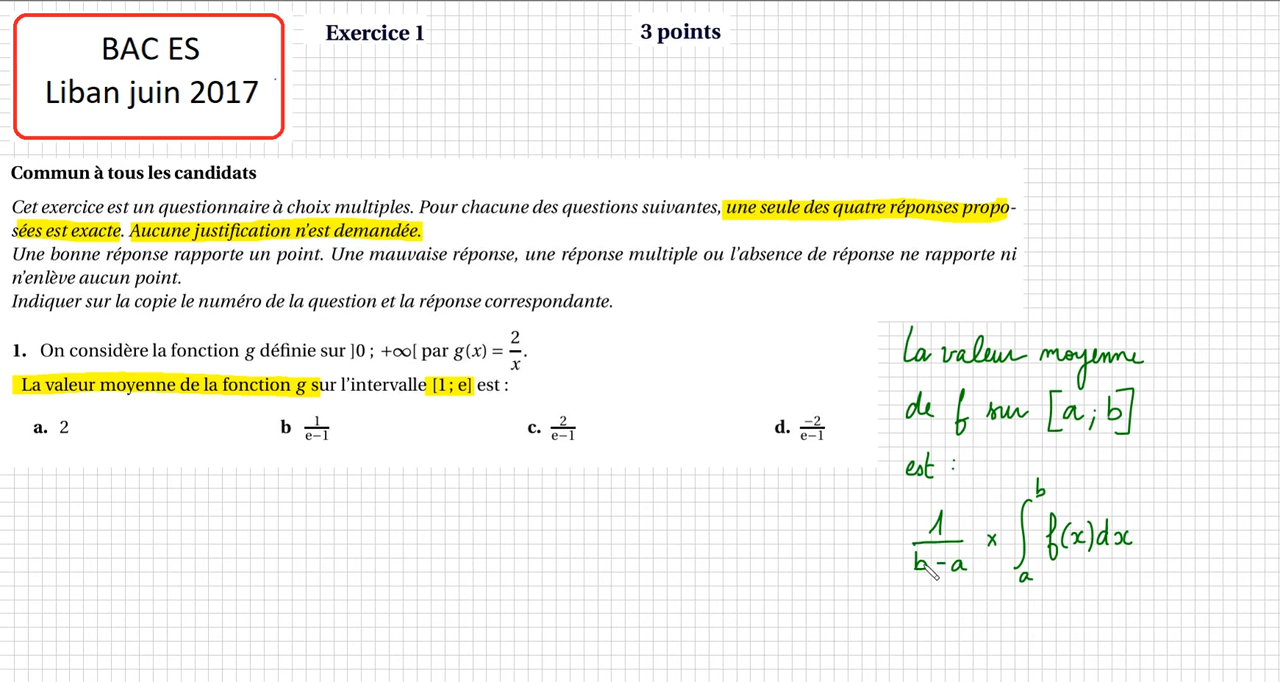 BAC ES
Liban juin 2017
Exercice 1 3 points
Commun à tous les candidats
Cet exercice est un questionnaire à choix multiples. Pour chacune des questions suivantes, une seule des quatre réponses propo-
sées est exacte. Aucune justification n'est demandée.
Une bonne réponse rapporte un point. Une mauvaise réponse, une réponse multiple ou l'absence de réponse ne rapporte ni
n'enlève aucun point.
Indiquer sur la copie le numéro de la question et la réponse correspondante.
1. On considère la fonction g définie sur ]0 ; +∞[ par g(x) = 2/x.
La valeur moyenne de la fonction g sur l'intervalle [1 ; e] est :
a. 2 b 1/(e−1) c. 2/(e−1) d. −2/(e−1)
La valeur moyenne
de f sur [a ; b]
est :
1/(b−a) × ∫_a^b f(x)dx